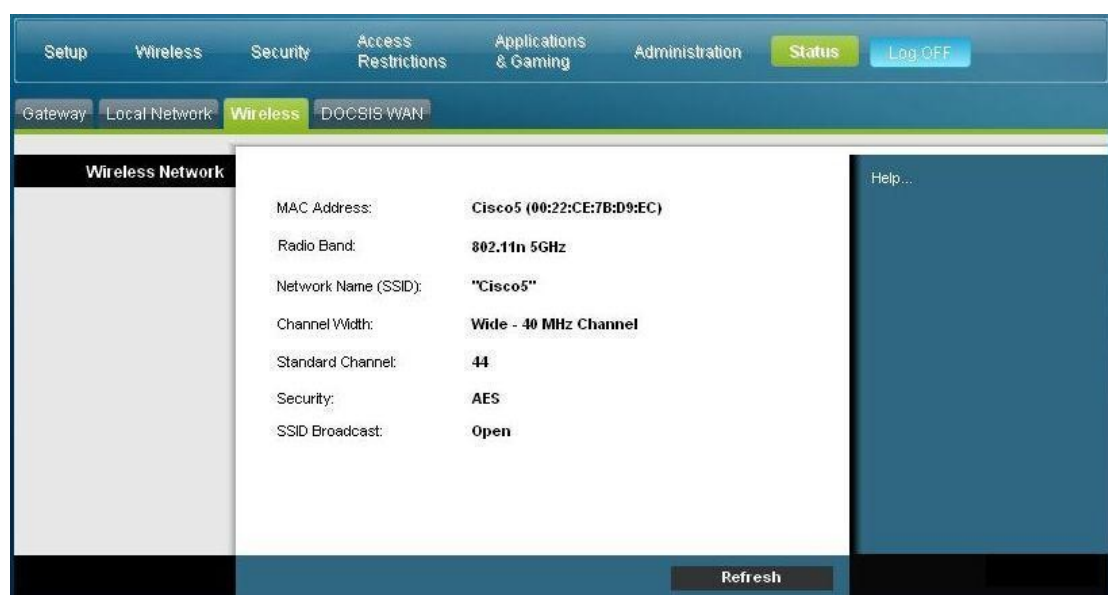 Setup Wireless Security Access Restrictions Applications & Gaming Administration Status Log OFF
Gateway Local Network Wireless DOCSIS WAN
Wireless Network
Help...
MAC Address: Cisco5 (00:22:CE:7B:D9:EC)
Radio Band: 802.11n 5GHz
Network Name (SSID): "Cisco5"
Channel Width: Wide - 40 MHz Channel
Standard Channel: 44
Security: AES
SSID Broadcast: Open
Refresh